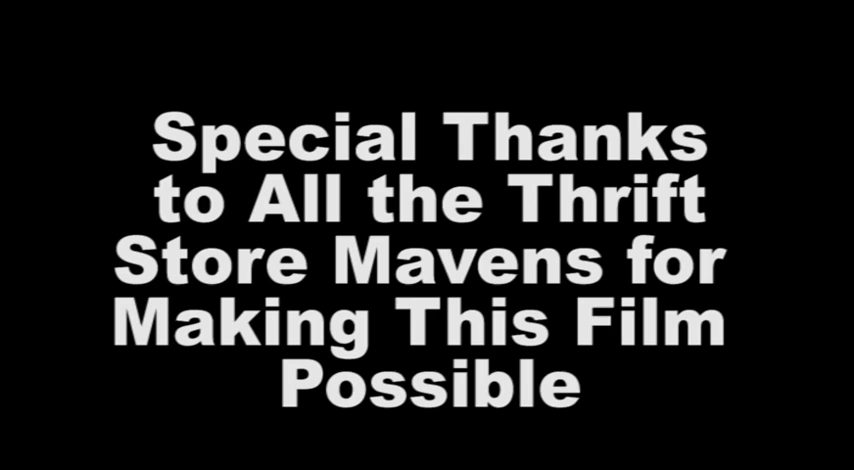 Special Thanks
to All the Thrift
Store Mavens for
Making This Film
Possible